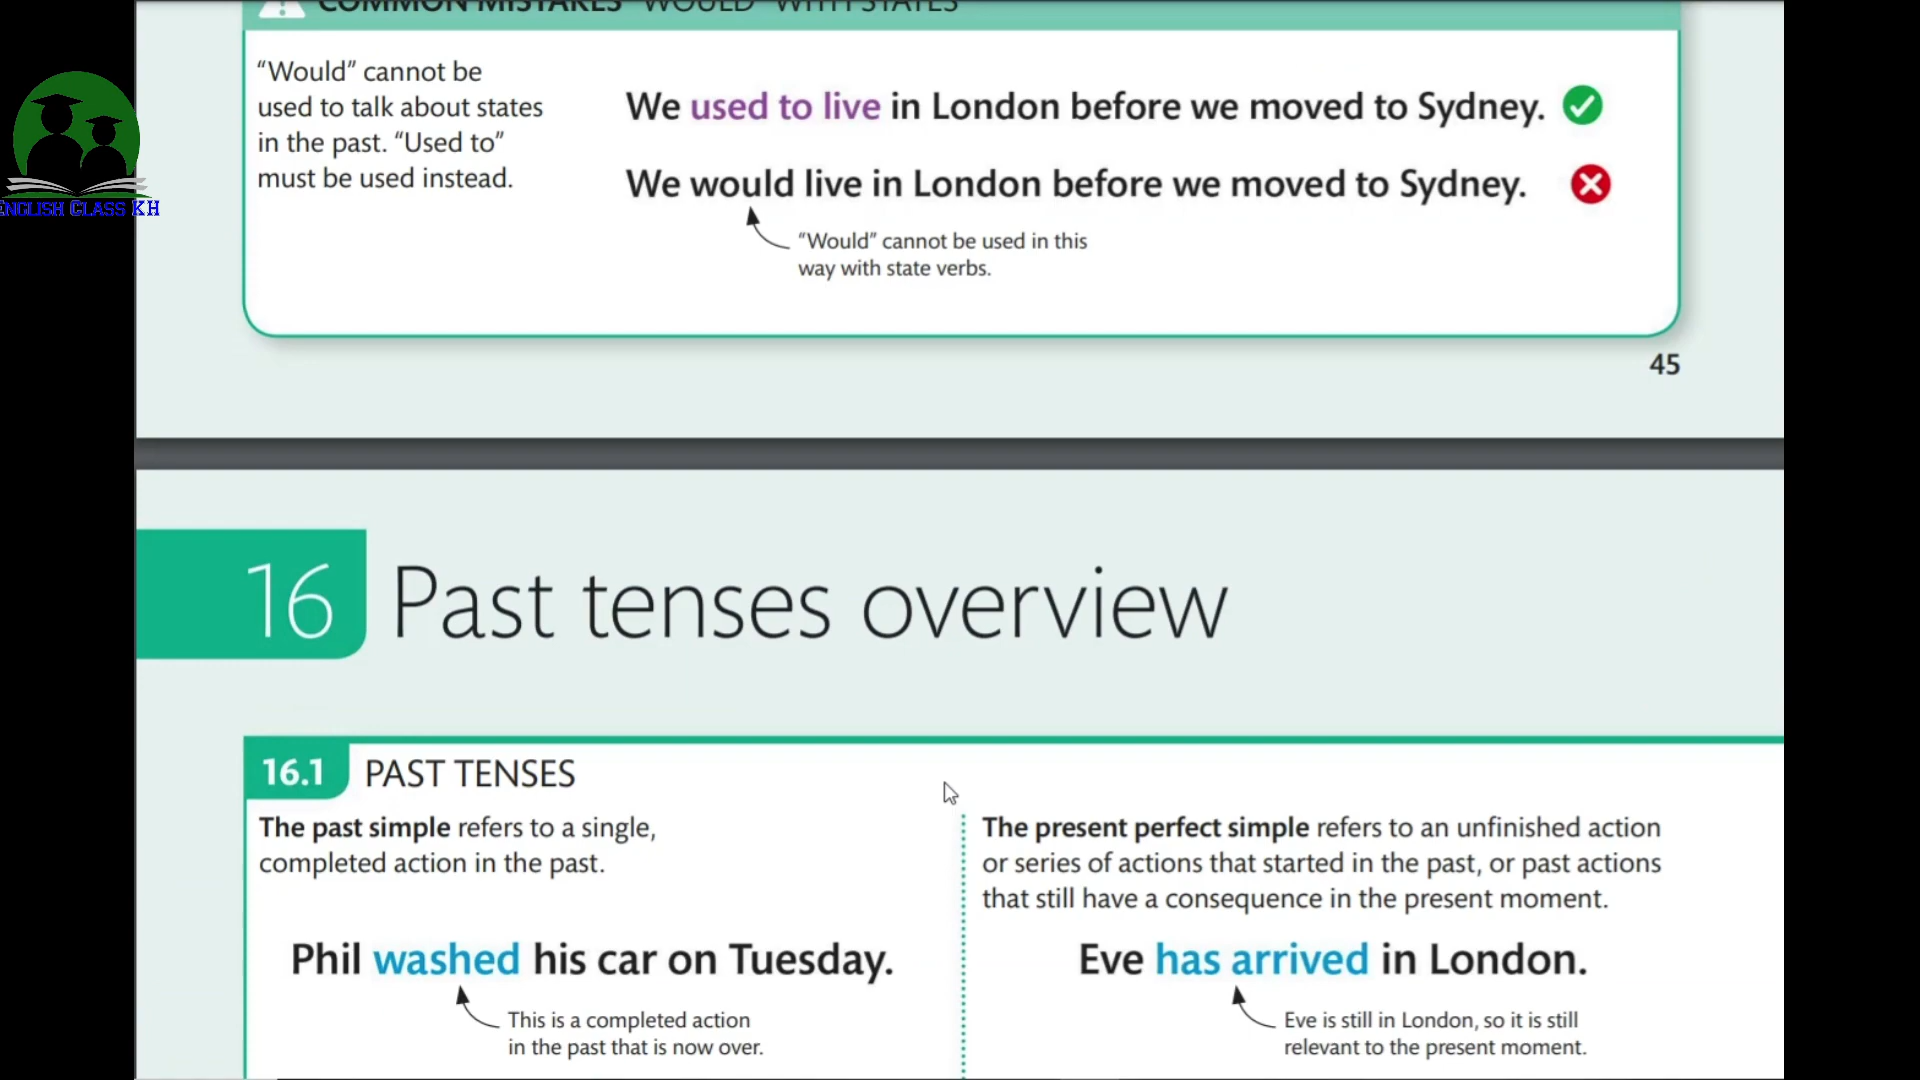 COMMON MISTAKES "WOULD" WITH STATES
“Would” cannot be
used to talk about states
in the past. “Used to”
must be used instead.
We used to live in London before we moved to Sydney.
We would live in London before we moved to Sydney.
“Would” cannot be used in this
way with state verbs.
ENGLISH CLASS KH
45
16 Past tenses overview
16.1 PAST TENSES
The past simple refers to a single,
completed action in the past.
Phil washed his car on Tuesday.
This is a completed action
in the past that is now over.
The present perfect simple refers to an unfinished action
or series of actions that started in the past, or past actions
that still have a consequence in the present moment.
Eve has arrived in London.
Eve is still in London, so it is still
relevant to the present moment.